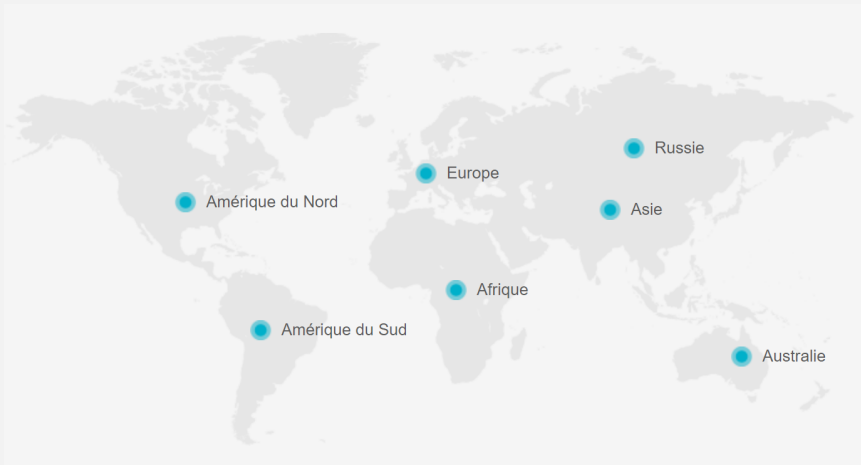 Russie
Europe
Amérique du Nord
Asie
Afrique
Amérique du Sud
Australie